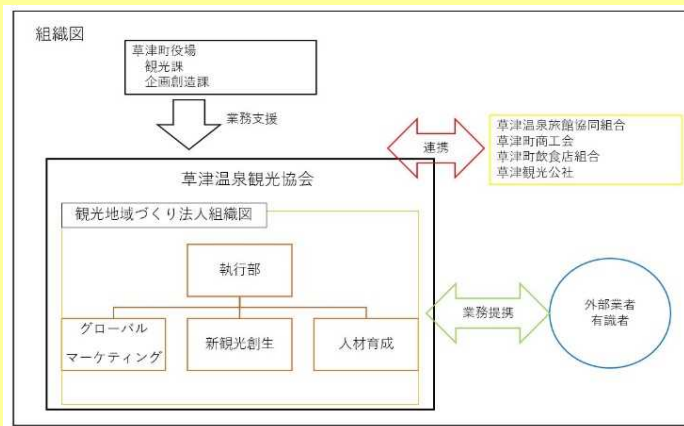 組織図
草津町役場
観光課
企画創造課
業務支援
連携
草津温泉旅館協同組合
草津町商工会
草津町飲食店組合
草津観光公社
草津温泉観光協会
観光地域づくり法人組織図
執行部
グローバル
マーケティング
新観光創生
人材育成
業務提携
外部業者
有識者